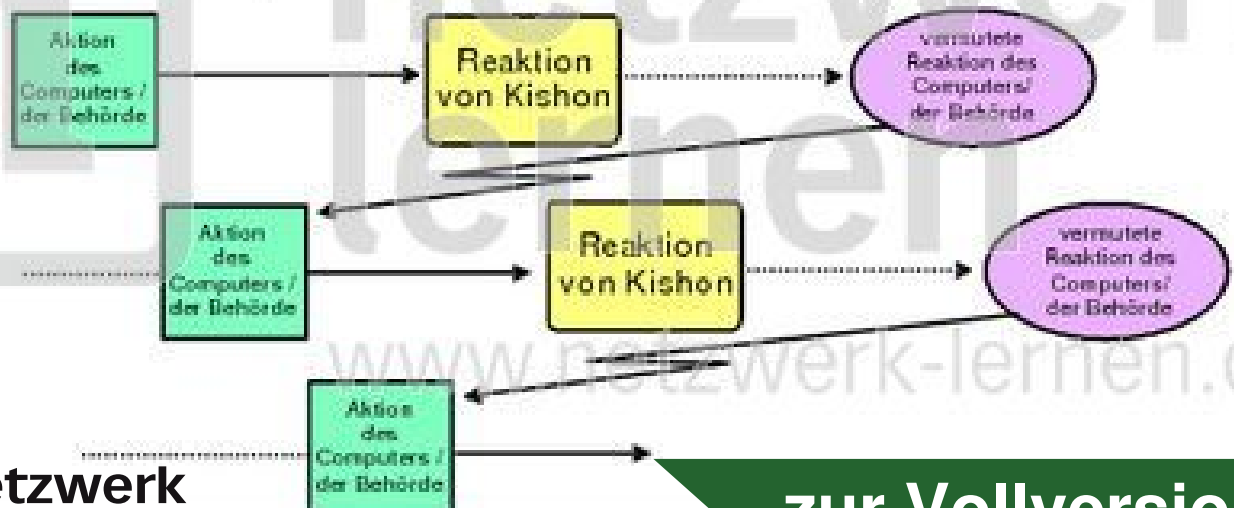 Aktion
des
Computers /
der Behörde
Reaktion
von Kishon
vermutete
Reaktion des
Computers/
der Behörde
Aktion
des
Computers /
der Behörde
Reaktion
von Kishon
vermutete
Reaktion des
Computers/
der Behörde
www.netzwerk-lernen.
Aktion
des
Computers /
der Behörde
etzwerk
lernen
zur Vollversio